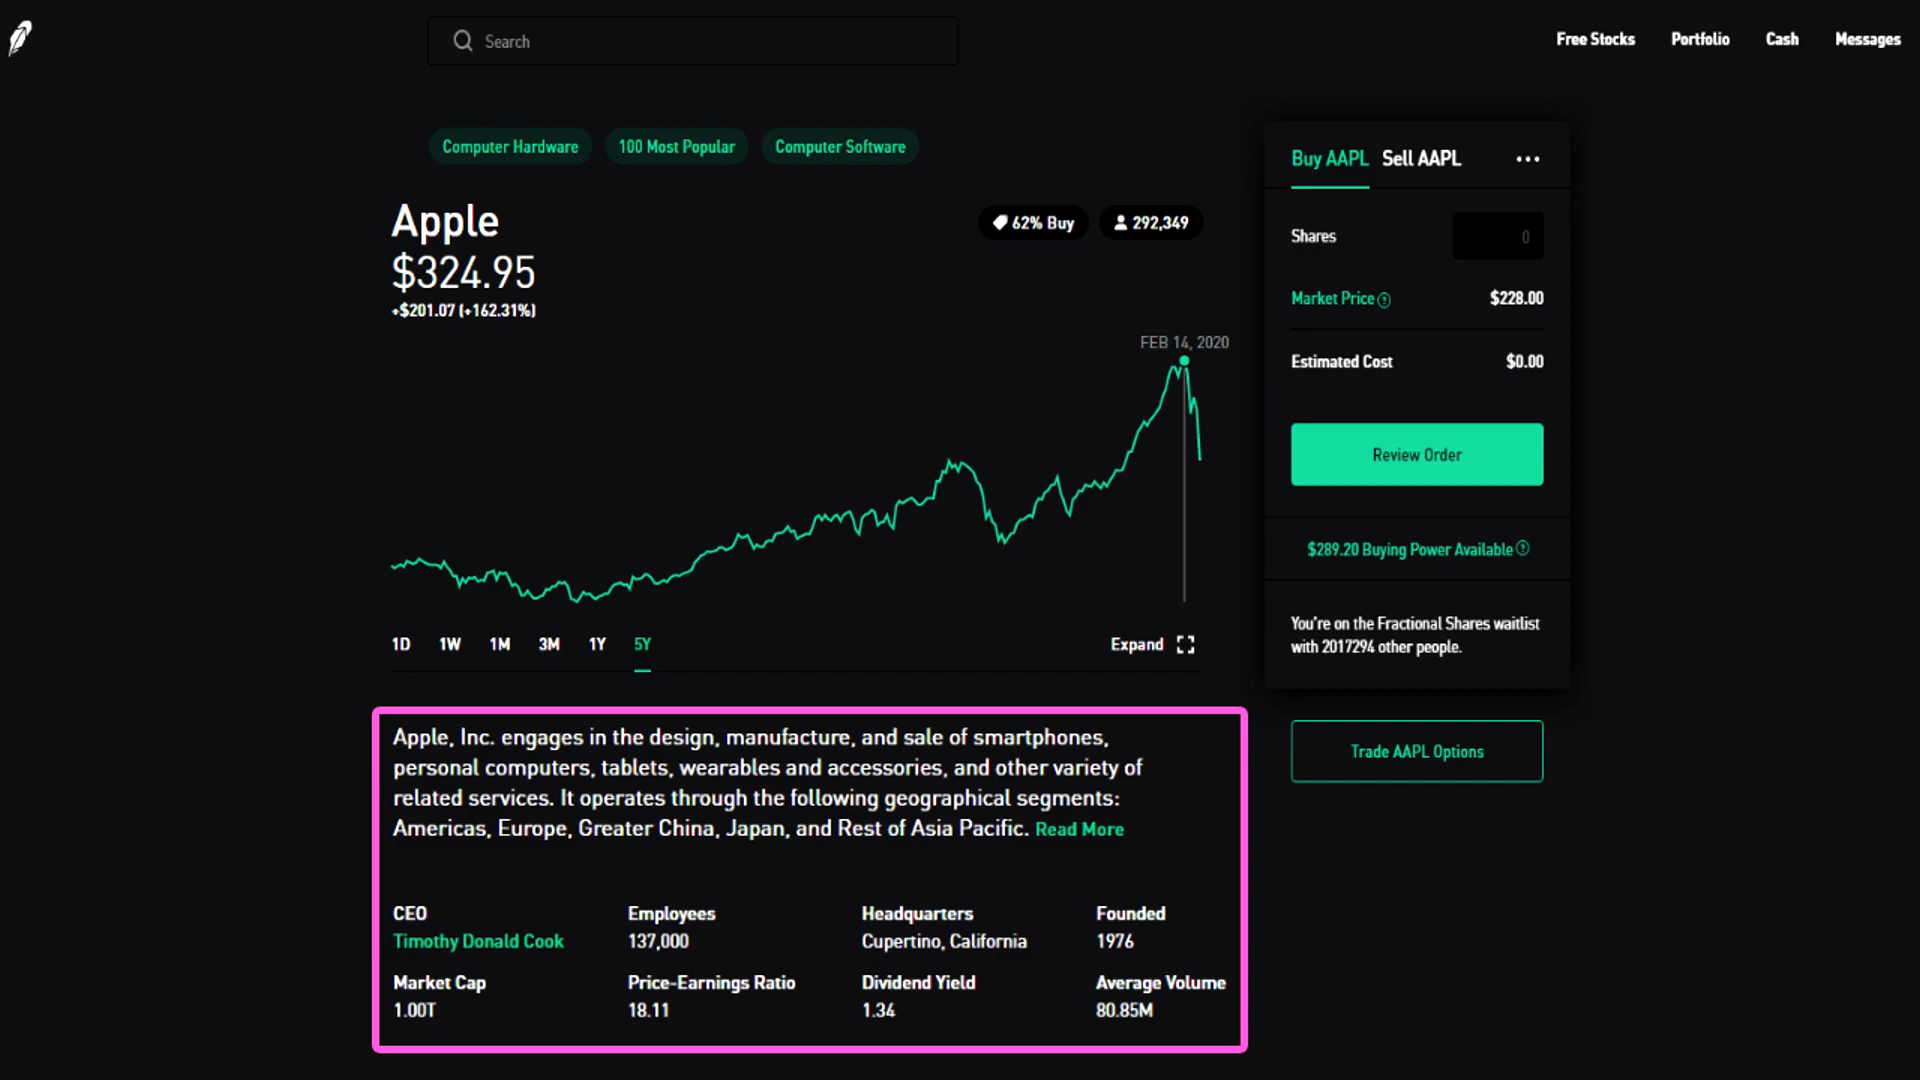 Search
Free Stocks
Portfolio
Cash
Messages
Computer Hardware
100 Most Popular
Computer Software
Apple
$324.95
+$201.07 (+162.31%)
62% Buy
292,349
FEB 14, 2020
1D
1W
1M
3M
1Y
5Y
Expand
Buy AAPL
Sell AAPL
Shares
0
Market Price
$228.00
Estimated Cost
$0.00
Review Order
$289.20 Buying Power Available
You're on the Fractional Shares waitlist
with 2017294 other people.
Trade AAPL Options
Apple, Inc. engages in the design, manufacture, and sale of smartphones,
personal computers, tablets, wearables and accessories, and other variety of
related services. It operates through the following geographical segments:
Americas, Europe, Greater China, Japan, and Rest of Asia Pacific. Read More
CEO
Timothy Donald Cook
Employees
137,000
Headquarters
Cupertino, California
Founded
1976
Market Cap
1.00T
Price-Earnings Ratio
18.11
Dividend Yield
1.34
Average Volume
80.85M